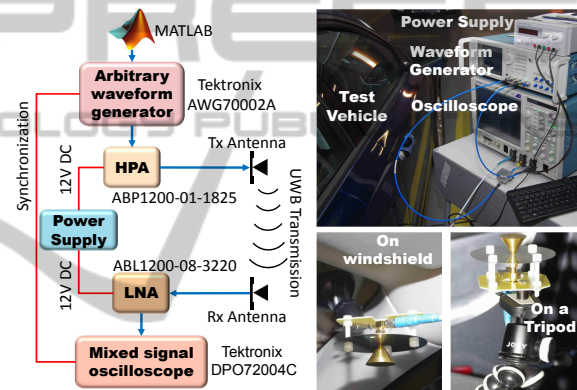 MATLAB
Arbitrary
waveform
generator
Tektronix
AWG70002A
Synchronization
12V DC
HPA
Tx Antenna
ABP1200-01-1825
UWB Transmission
Power
Supply
12V DC
ABL1200-08-3220
LNA
Rx Antenna
Mixed signal
oscilloscope
Tektronix
DPO72004C
Power Supply
Waveform
Generator
Test
Vehicle
Oscilloscope
On
windshield
On a
Tripod
JOBY